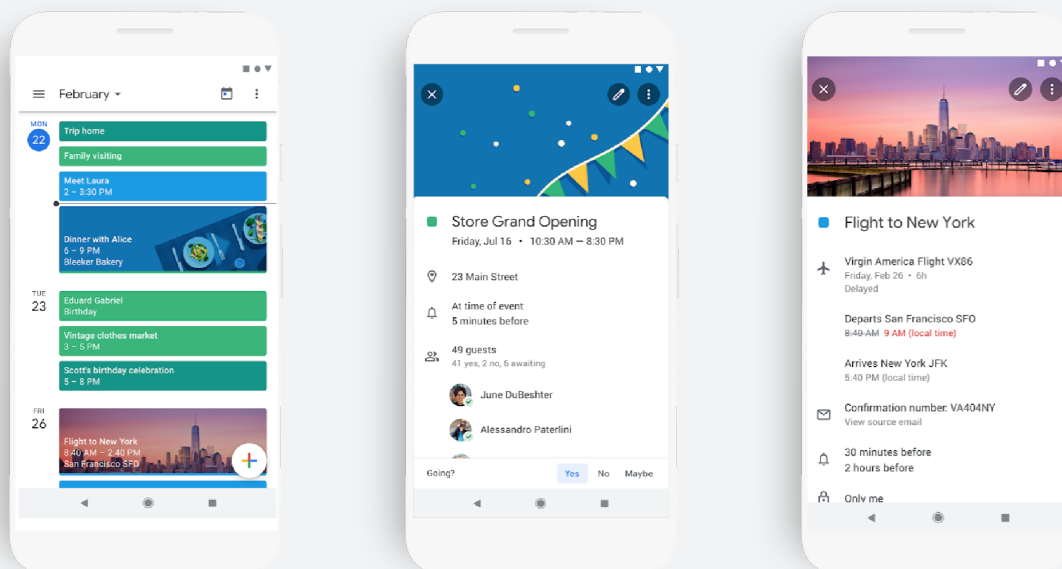 February
MON
22
Trip home
Family visiting
Meet Laura
2 – 3:30 PM
Dinner with Alice
6 – 9 PM
Bleeker Bakery
TUE
23
Eduard Gabriel
Birthday
Vintage clothes market
3 – 5 PM
Scott's birthday celebration
5 – 8 PM
FRI
26
Flight to New York
8:40 AM – 2:40 PM
San Francisco SFO
Store Grand Opening
Friday, Jul 16 • 10:30 AM — 8:30 PM
23 Main Street
At time of event
5 minutes before
49 guests
41 yes, 2 no, 6 awaiting
June DuBeshter
Alessandro Paterlini
Going?
Yes No Maybe
Flight to New York
Virgin America Flight VX86
Friday, Feb 26 • 6h
Delayed
Departs San Francisco SFO
8:40 AM 9 AM (local time)
Arrives New York JFK
5:40 PM (local time)
Confirmation number: VA404NY
View source email
30 minutes before
2 hours before
Only me